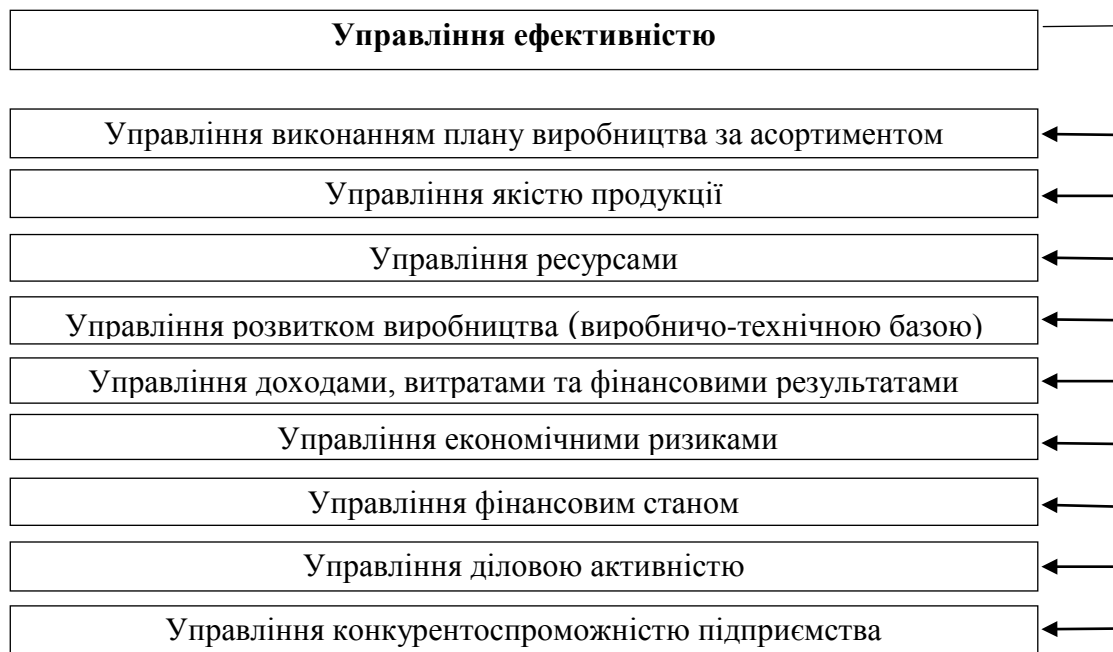 Управління ефективністю
Управління виконанням плану виробництва за асортиментом
Управління якістю продукції
Управління ресурсами
Управління розвитком виробництва (виробничо-технічною базою)
Управління доходами, витратами та фінансовими результатами
Управління економічними ризиками
Управління фінансовим станом
Управління діловою активністю
Управління конкурентоспроможністю підприємства